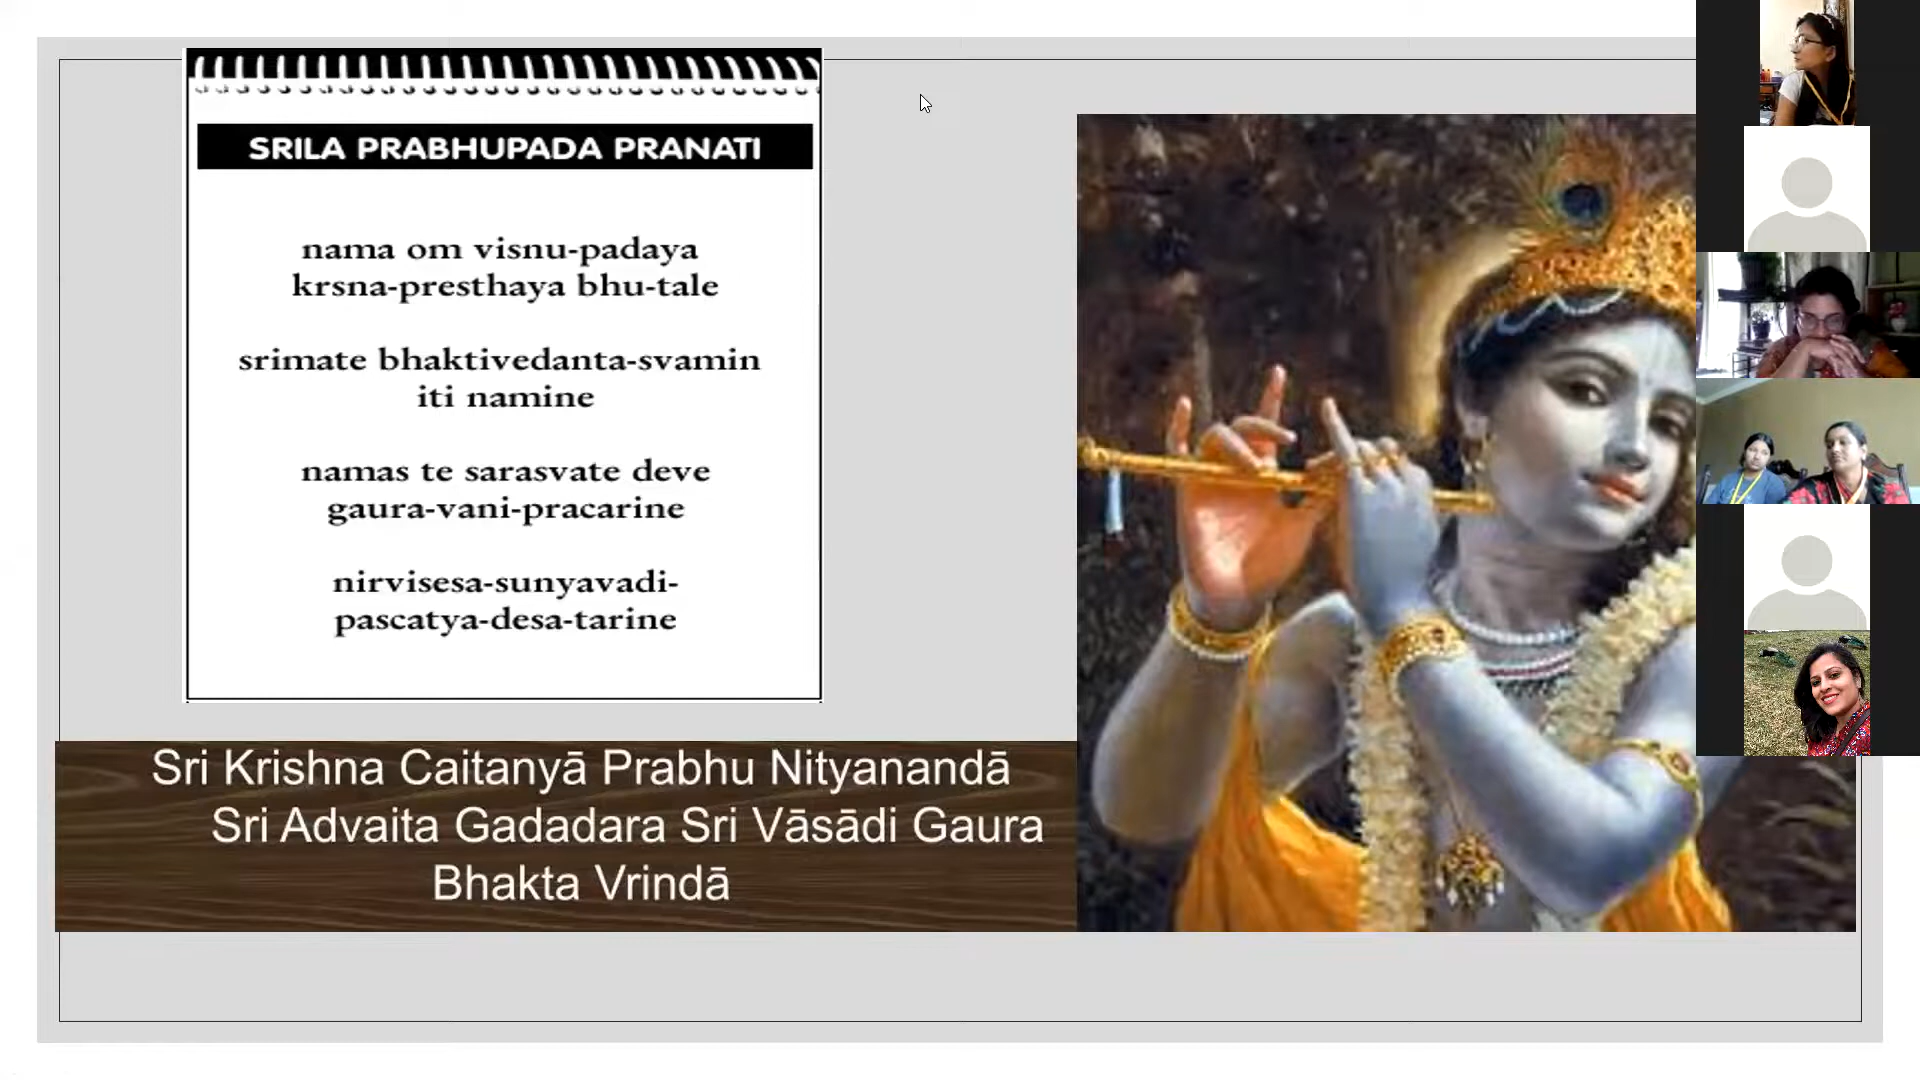 SRILA PRABHUPADA PRANATI
nama om visnu-padaya
krsna-presthaya bhu-tale
srimate bhaktivedanta-svamin
iti namine
namas te sarasvate deve
gaura-vani-pracarine
nirvisesa-sunyavadi-
pascatya-desa-tarine
Sri Krishna Caitanyā Prabhu Nityanandā
Sri Advaita Gadadara Sri Vāsādi Gaura
Bhakta Vrindā